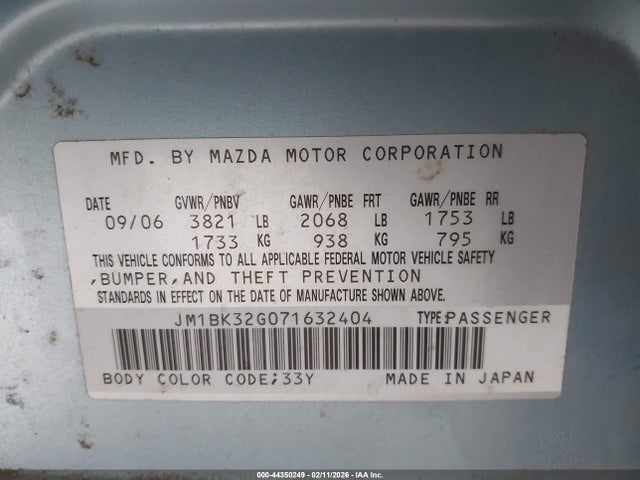 MFD. BY MAZDA MOTOR CORPORATION
DATE GVWR/PNBV GAWR/PNBE FRT GAWR/PNBE RR
09/06 3821 LB 2068 LB 1753 LB
1733 KG 938 KG 795 KG
THIS VEHICLE CONFORMS TO ALL APPLICABLE FEDERAL MOTOR VEHICLE SAFETY
,BUMPER,AND THEFT PREVENTION
STANDARDS IN EFFECT ON THE DATE OF MANUFACTURE SHOWN ABOVE.
JM1BK32G071632404 TYPE:PASSENGER
BODY COLOR CODE;33Y MADE IN JAPAN
000-44350249 - 02/11/2026 - IAA Inc.